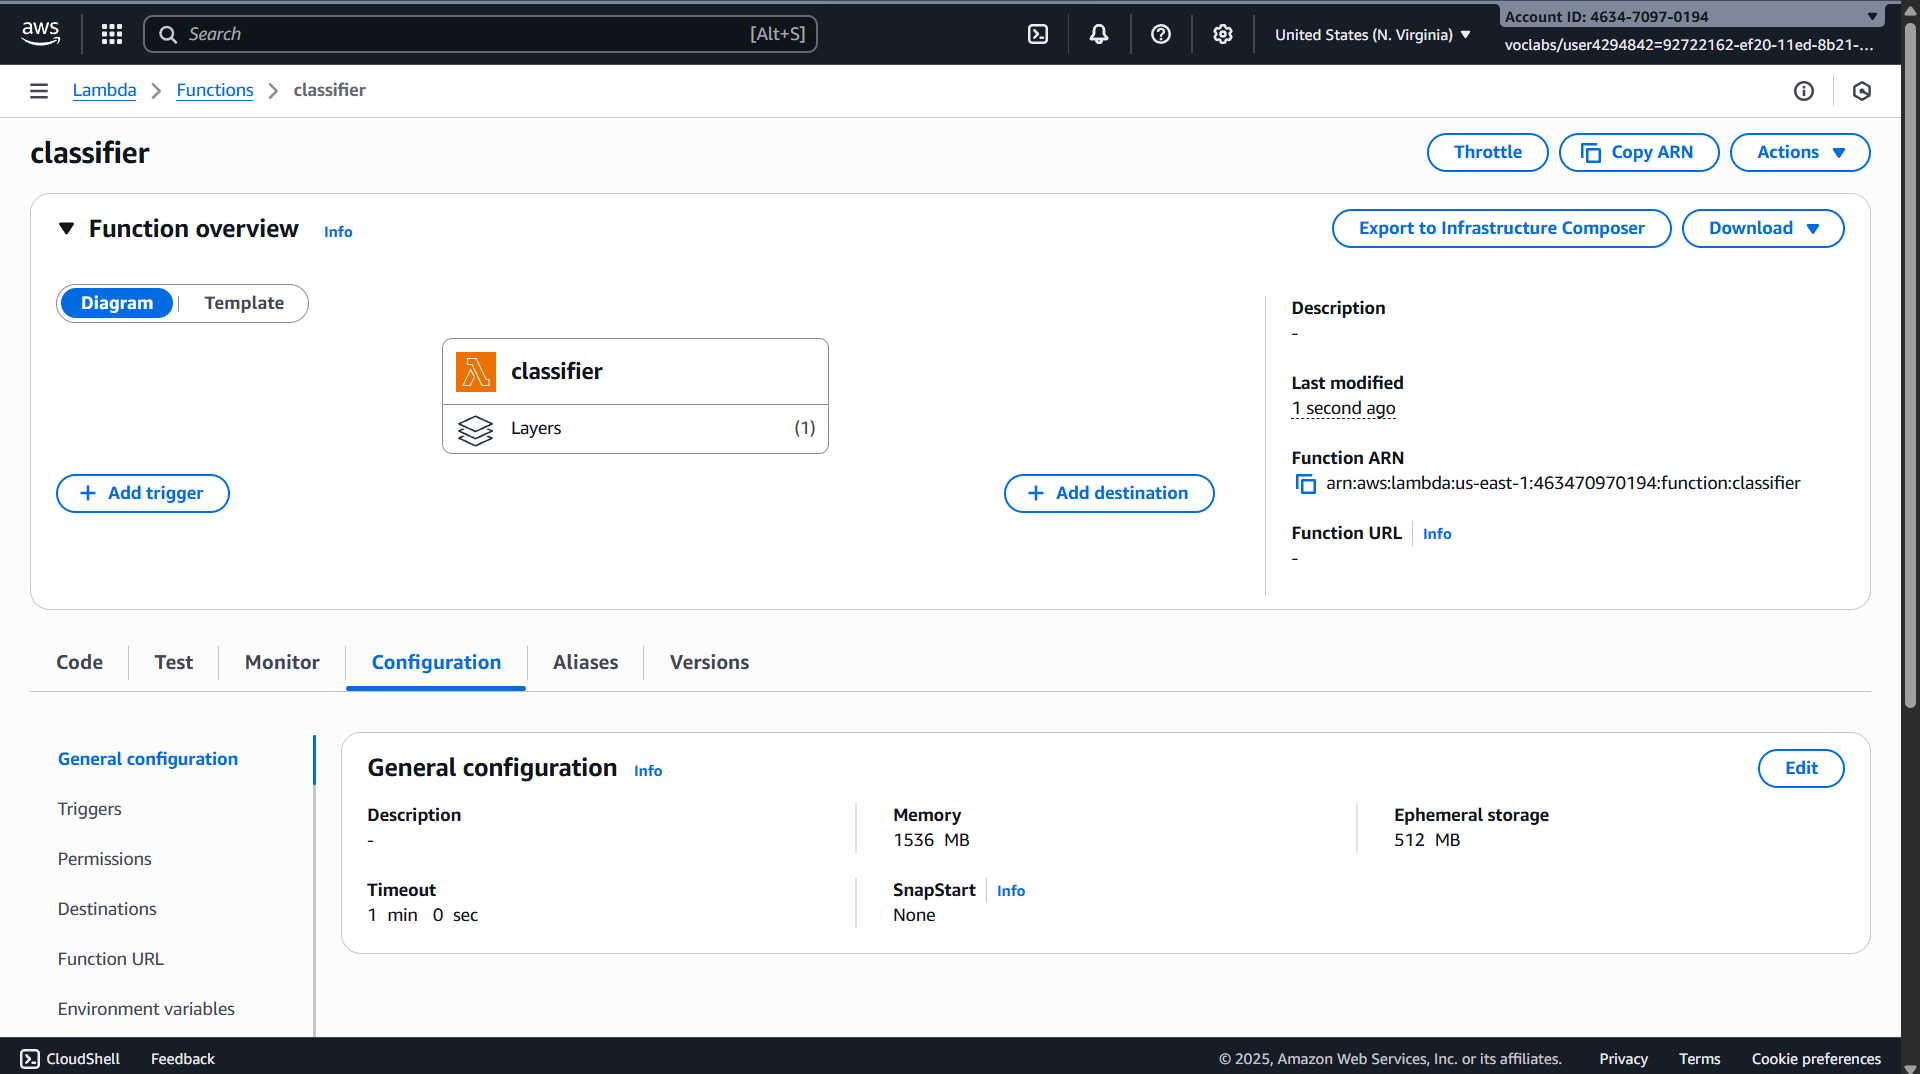 aws
Search
[Alt+S]
United States (N. Virginia)
Account ID: 4634-7097-0194
voclabs/user4294842=92722162-ef20-11ed-8b21-...
Lambda
Functions
classifier
classifier
Throttle
Copy ARN
Actions
Function overview
Info
Export to Infrastructure Composer
Download
Diagram
Template
classifier
Layers
(1)
Add trigger
Add destination
Description
-
Last modified
1 second ago
Function ARN
arn:aws:lambda:us-east-1:463470970194:function:classifier
Function URL
Info
-
Code
Test
Monitor
Configuration
Aliases
Versions
General configuration
Triggers
Permissions
Destinations
Function URL
Environment variables
General configuration
Info
Edit
Description
-
Memory
1536 MB
Ephemeral storage
512 MB
Timeout
1 min 0 sec
SnapStart
Info
None
CloudShell
Feedback
© 2025, Amazon Web Services, Inc. or its affiliates.
Privacy
Terms
Cookie preferences